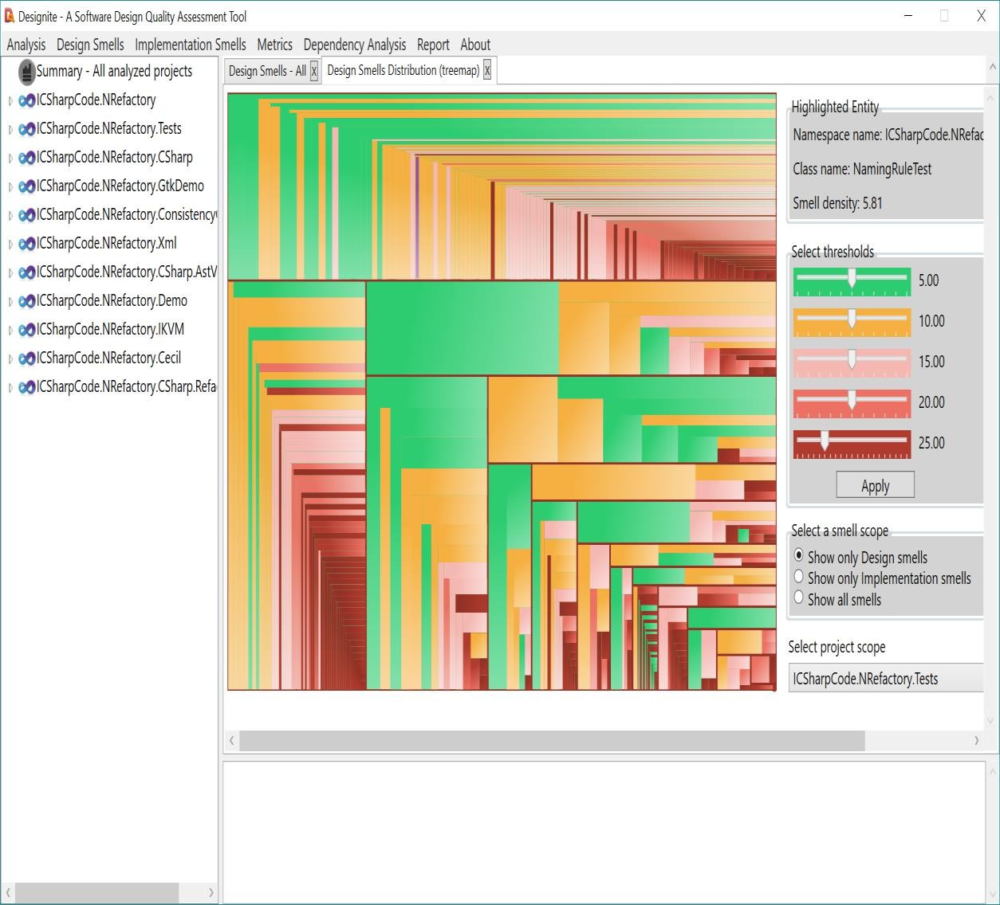 Designite - A Software Design Quality Assessment Tool
Analysis Design Smells Implementation Smells Metrics Dependency Analysis Report About
Summary - All analyzed projects
ICSharpCode.NRefactory
ICSharpCode.NRefactory.Tests
ICSharpCode.NRefactory.CSharp
ICSharpCode.NRefactory.GtkDemo
ICSharpCode.NRefactory.Consistency
ICSharpCode.NRefactory.Xml
ICSharpCode.NRefactory.CSharp.AstV
ICSharpCode.NRefactory.Demo
ICSharpCode.NRefactory.IKVM
ICSharpCode.NRefactory.Cecil
ICSharpCode.NRefactory.CSharp.Refa
Design Smells - All X Design Smells Distribution (treemap) X
Highlighted Entity
Namespace name: ICSharpCode.NRefac
Class name: NamingRuleTest
Smell density: 5.81
Select thresholds
5.00
10.00
15.00
20.00
25.00
Apply
Select a smell scope
Show only Design smells
Show only Implementation smells
Show all smells
Select project scope
ICSharpCode.NRefactory.Tests